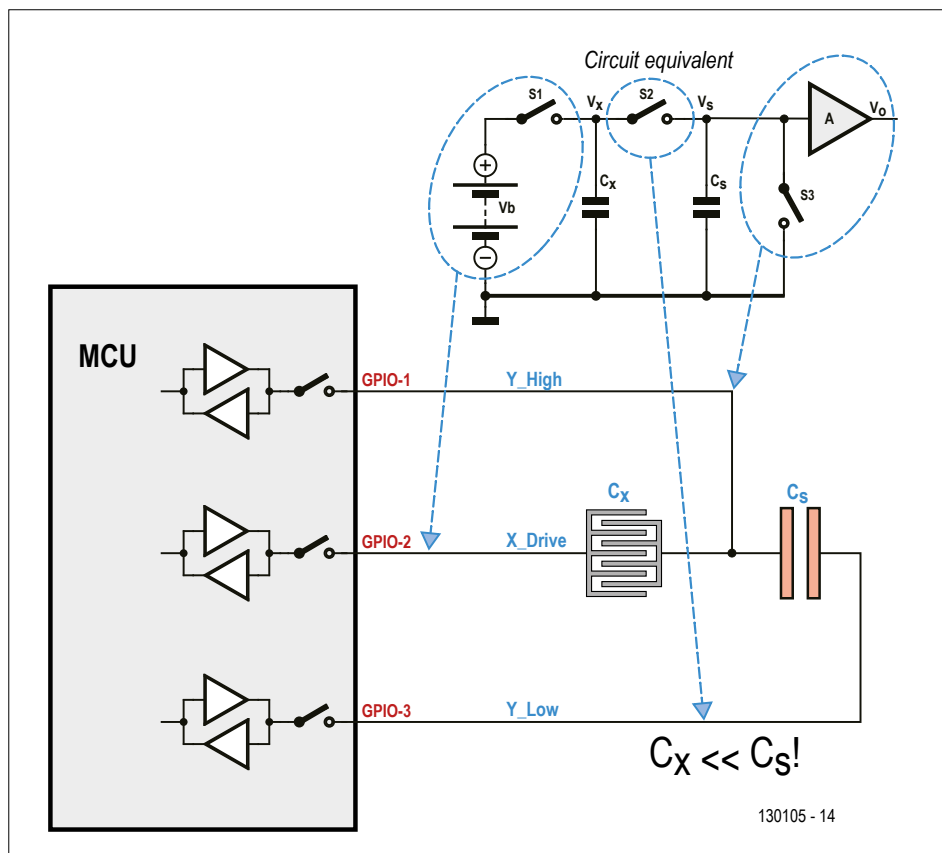 Circuit equivalent
S1
Vx
S2
Vs
A
Vo
Cx
Cs
S3
+
Vb
−
MCU
GPIO-1
Y_High
Cx
Cs
GPIO-2
X_Drive
GPIO-3
Y_Low
Cx << Cs!
130105 - 14